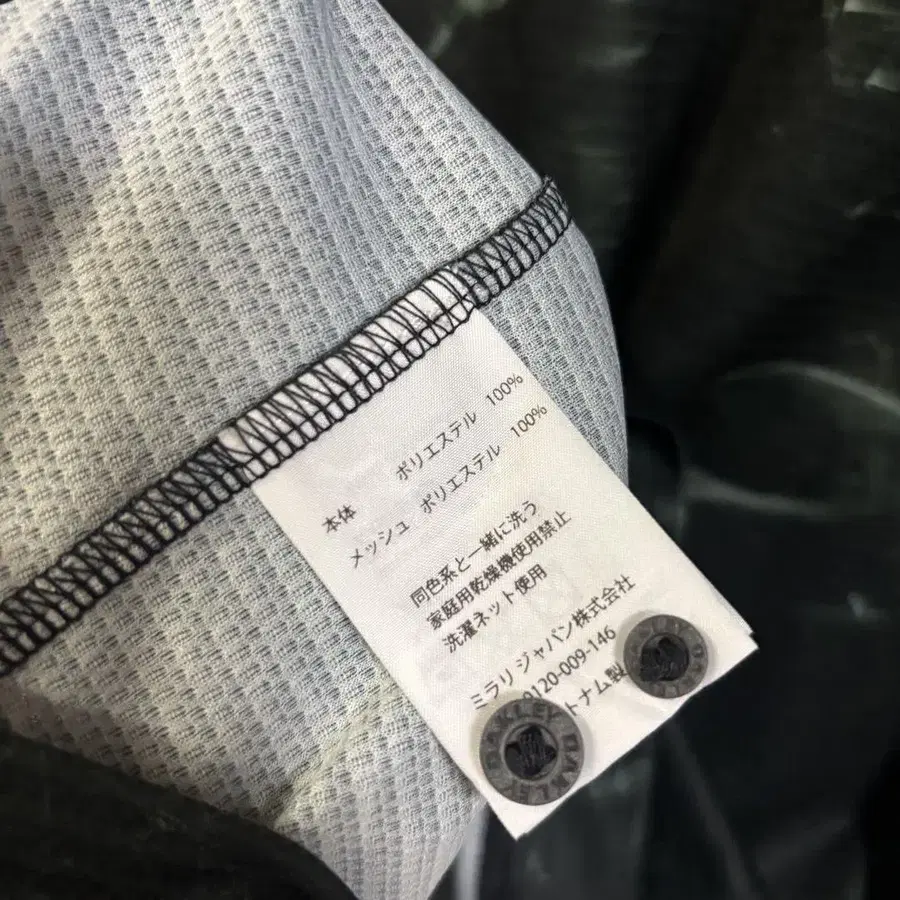 本体 ポリエステル 100%
メッシュ ポリエステル 100%
同色系と一緒に洗う
家庭用乾燥機使用禁止
洗濯ネット使用
ミラリ ジャパン株式会社
0120-009-146
トナム製
OAKLEY OAKLEY